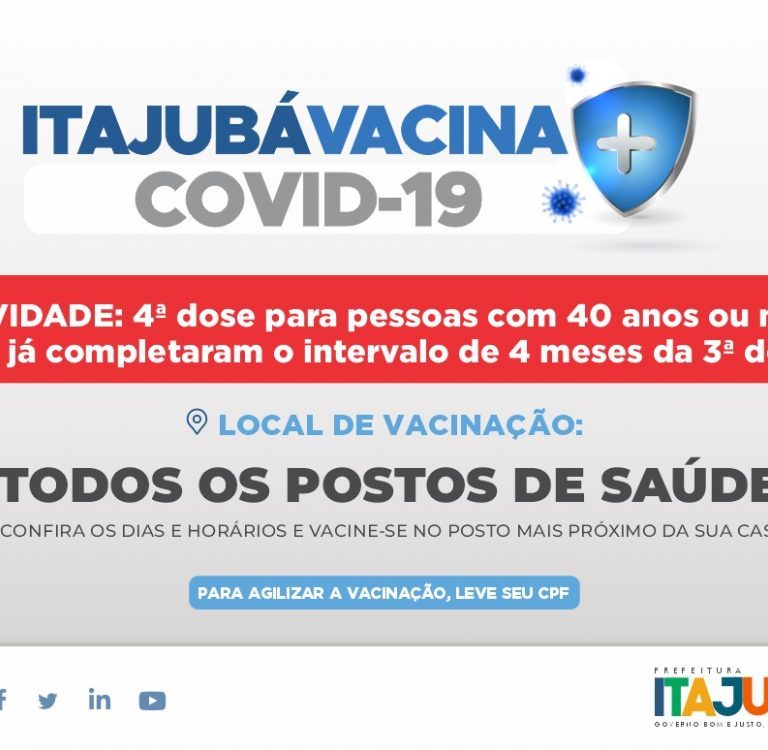 ITAJUBÁVACINA
COVID-19
VIDADE: 4ª dose para pessoas com 40 anos ou
já completaram o intervalo de 4 meses da 3ª
LOCAL DE VACINAÇÃO:
TODOS OS POSTOS DE SAÚDE
CONFIRA OS DIAS E HORÁRIOS E VACINE-SE NO POSTO MAIS PRÓXIMO DA SUA CAS
PARA AGILIZAR A VACINAÇÃO, LEVE SEU CPF
PREFEITURA
ITAJU
GOVERNO BOM E JUSTO,